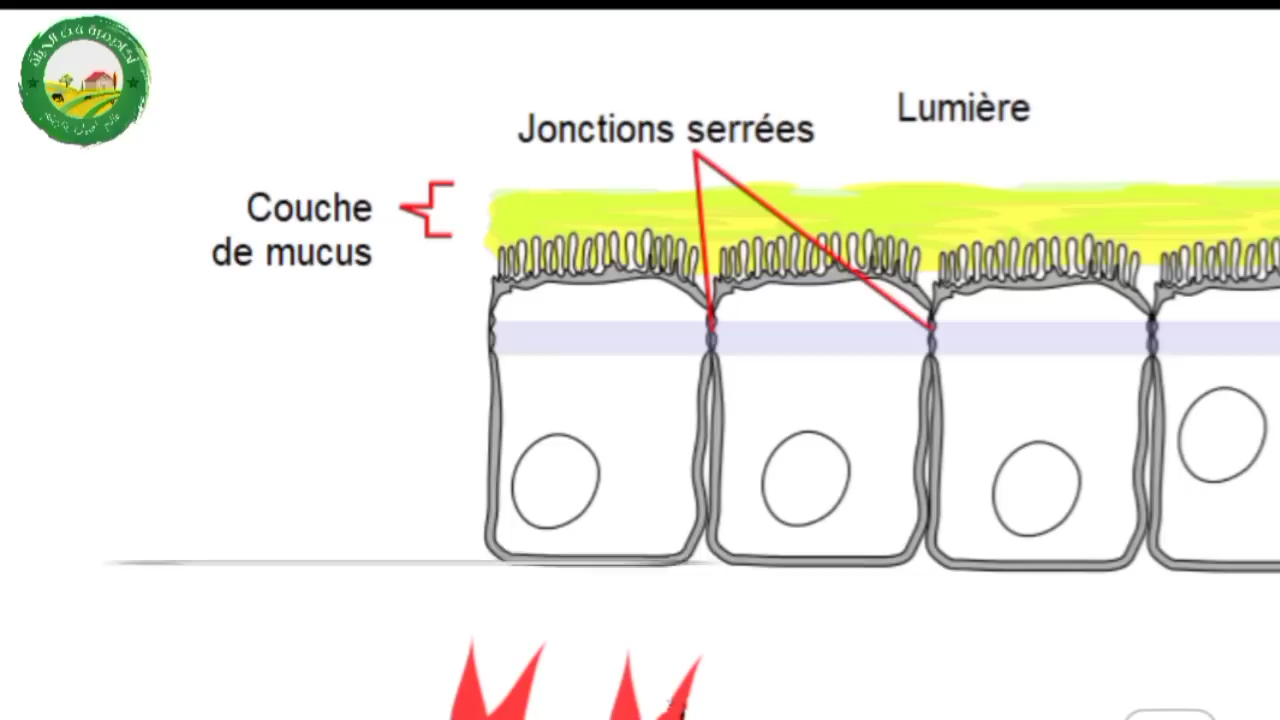 Lumière
Jonctions serrées
Couche
de mucus